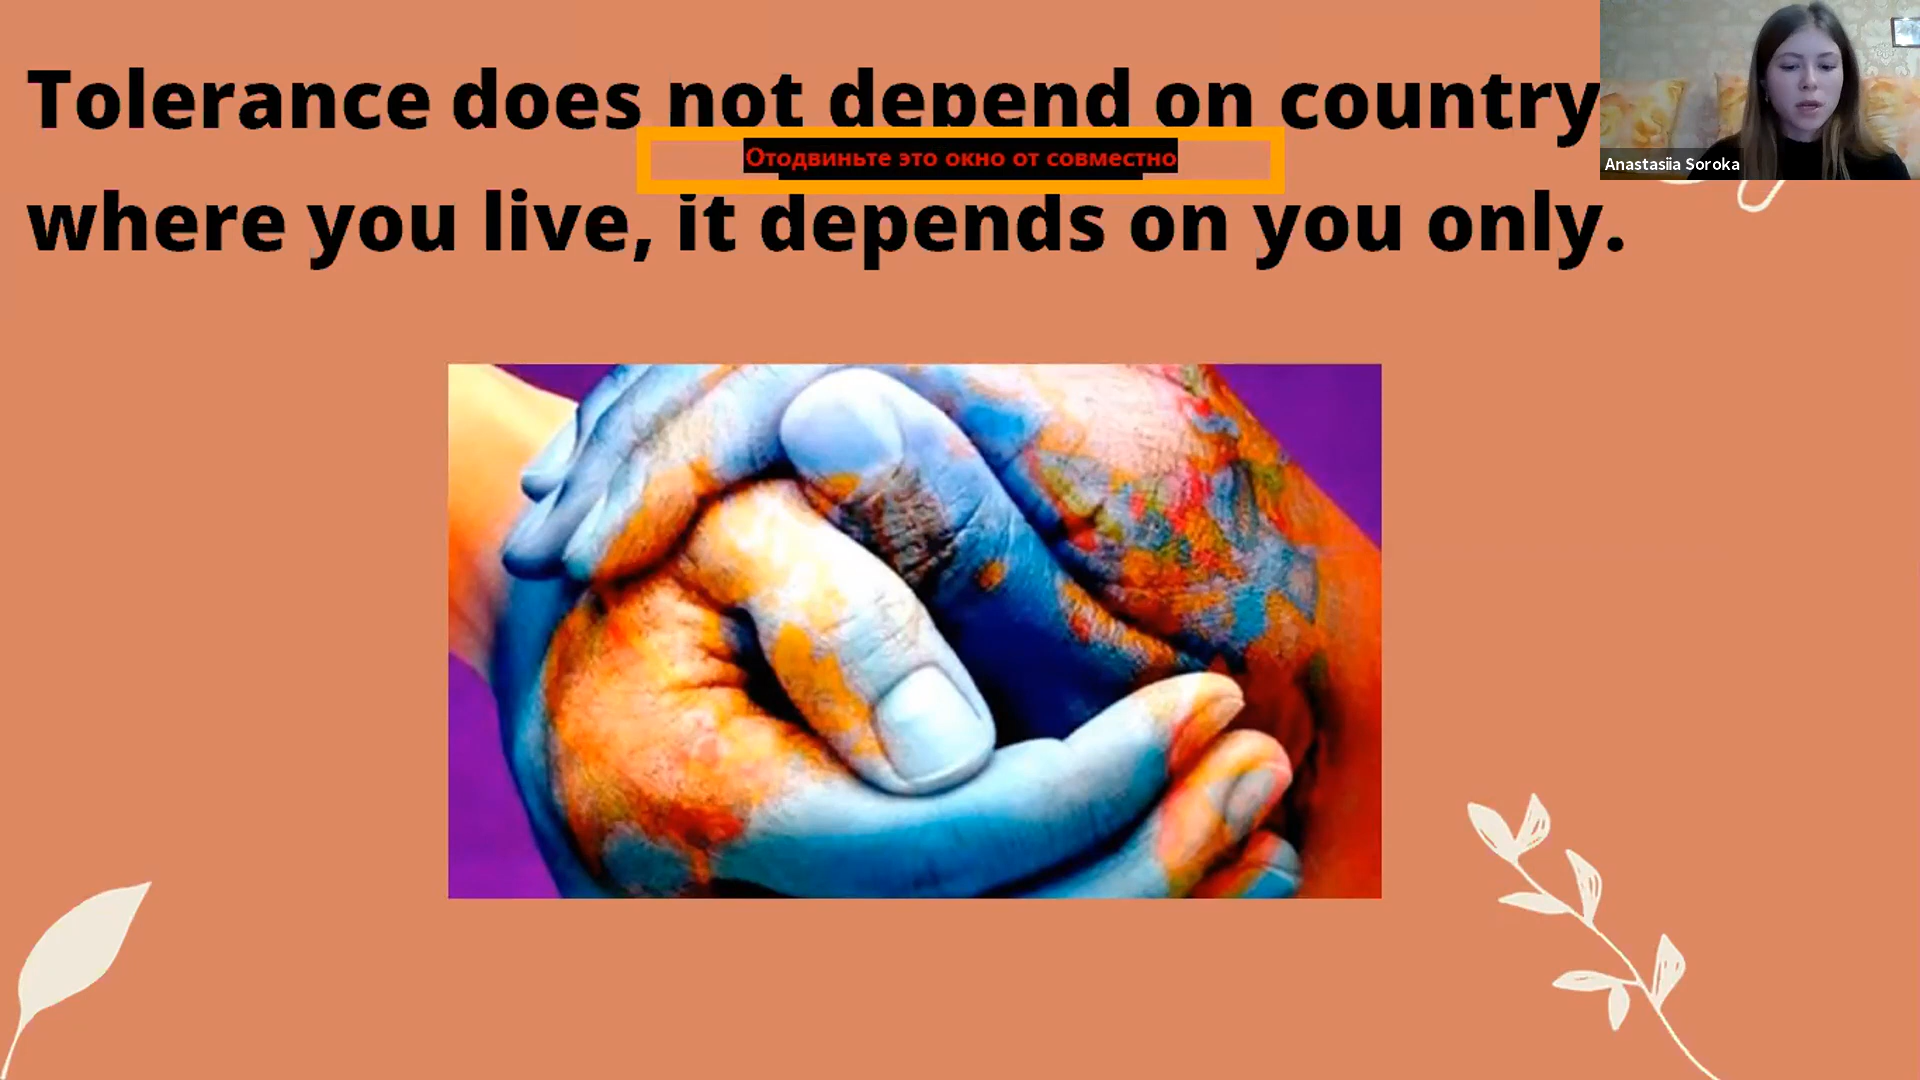 Tolerance does not depend on country
Отодвиньте это окно от совместно
where you live, it depends on you only.
Anastasiia Soroka